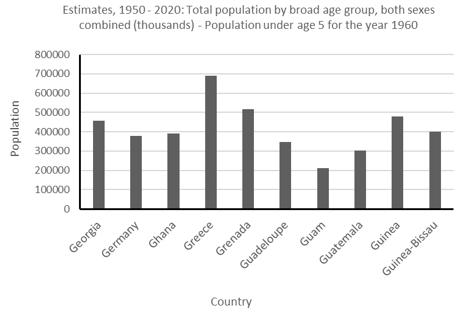 Estimates, 1950 - 2020: Total population by broad age group, both sexes
combined (thousands) - Population under age 5 for the year 1960
Population
800000
700000
600000
500000
400000
300000
200000
100000
0
Georgia
Germany
Ghana
Greece
Grenada
Guadeloupe
Guam
Guatemala
Guinea
Guinea-Bissau
Country